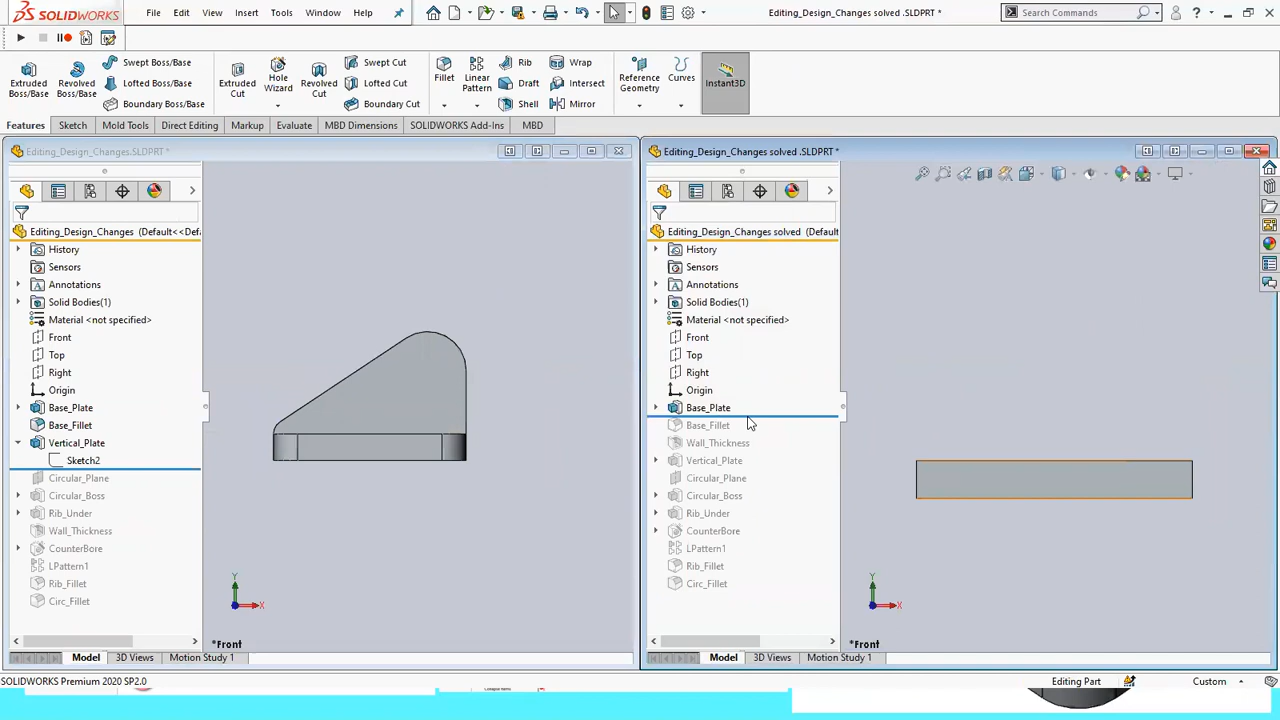 SOLIDWORKS File Edit View Insert Tools Window Help Editing_Design_Changes solved .SLDPRT * Search Commands
Extruded Boss/Base Revolved Boss/Base Swept Boss/Base Lofted Boss/Base Boundary Boss/Base Extruded Cut Hole Wizard Revolved Cut Swept Cut Lofted Cut Boundary Cut Fillet Linear Pattern Rib Draft Shell Wrap Intersect Mirror Reference Geometry Curves Instant3D
Features Sketch Mold Tools Direct Editing Markup Evaluate MBD Dimensions SOLIDWORKS Add-Ins MBD
Editing_Design_Changes.SLDPRT *
Editing_Design_Changes (Default<<Def
History
Sensors
Annotations
Solid Bodies(1)
Material <not specified>
Front
Top
Right
Origin
Base_Plate
Base_Fillet
Vertical_Plate
Sketch2
Circular_Plane
Circular_Boss
Rib_Under
Wall_Thickness
CounterBore
LPattern1
Rib_Fillet
Circ_Fillet
Y
X
*Front
Model 3D Views Motion Study 1
Editing_Design_Changes solved .SLDPRT *
Editing_Design_Changes solved (Default
History
Sensors
Annotations
Solid Bodies(1)
Material <not specified>
Front
Top
Right
Origin
Base_Plate
Base_Fillet
Wall_Thickness
Vertical_Plate
Circular_Plane
Circular_Boss
Rib_Under
CounterBore
LPattern1
Rib_Fillet
Circ_Fillet
Y
X
*Front
Model 3D Views Motion Study 1
SOLIDWORKS Premium 2020 SP2.0 Editing Part Custom